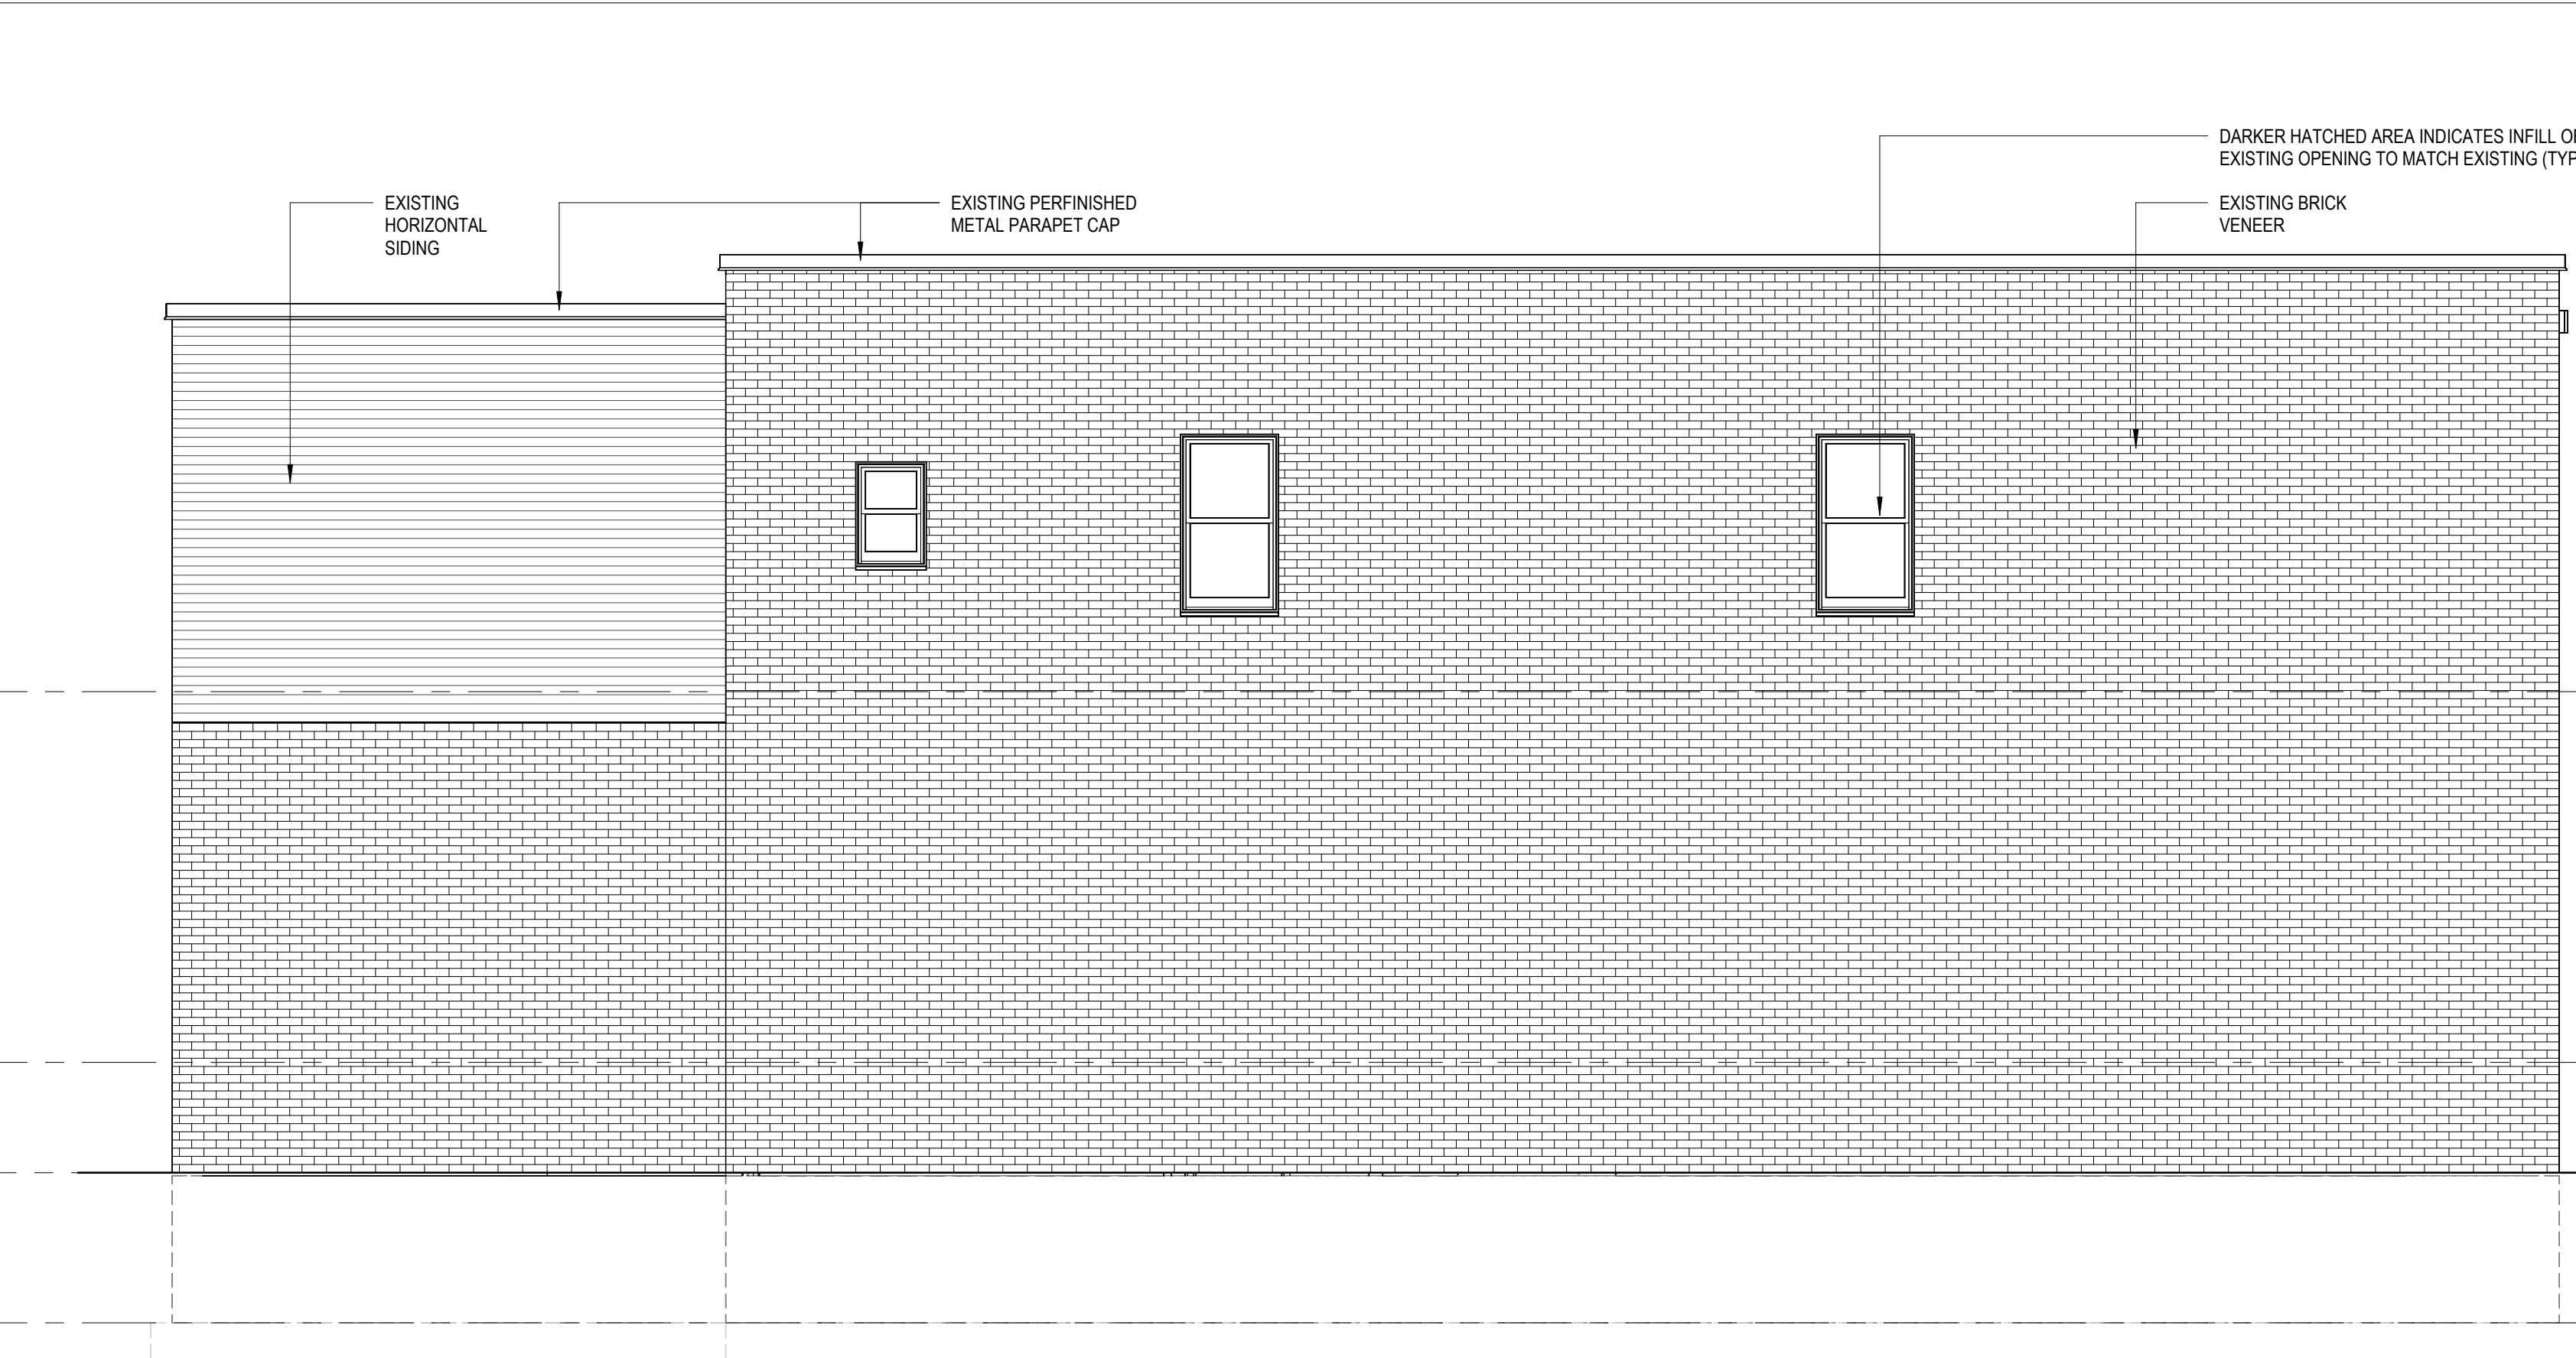 DARKER HATCHED AREA INDICATES INFILL
EXISTING OPENING TO MATCH EXISTING (TYP
EXISTING
HORIZONTAL
SIDING
EXISTING PERFINISHED
METAL PARAPET CAP
EXISTING BRICK
VENEER